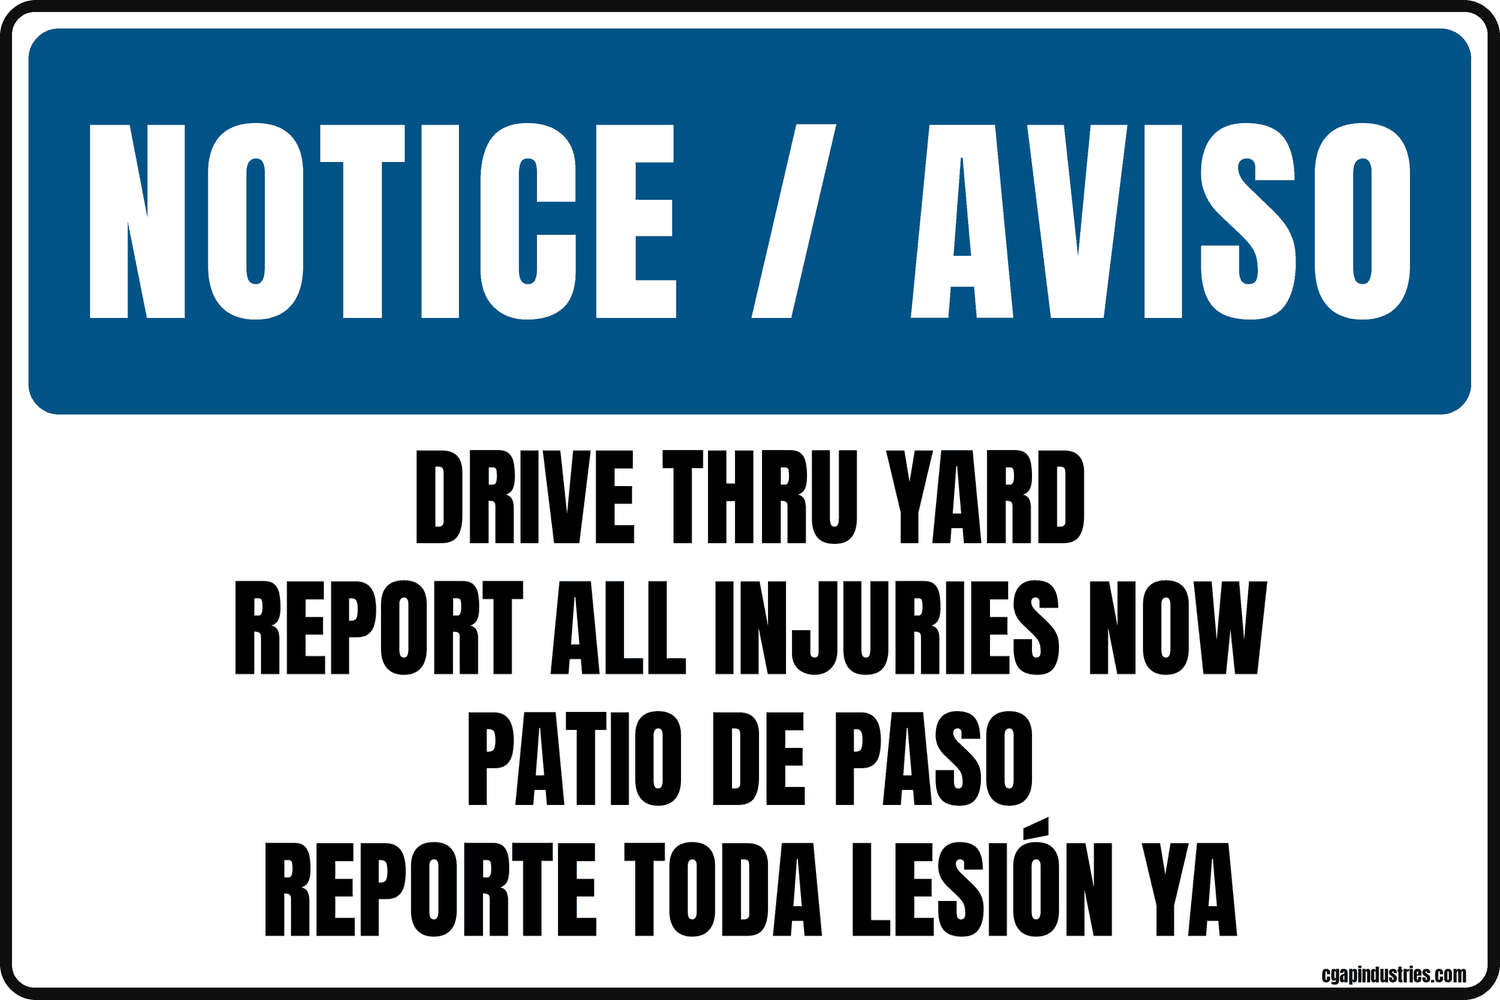 NOTICE / AVISO
DRIVE THRU YARD
REPORT ALL INJURIES NOW
PATIO DE PASO
REPORTE TODA LESIÓN YA
cgapindustries.com